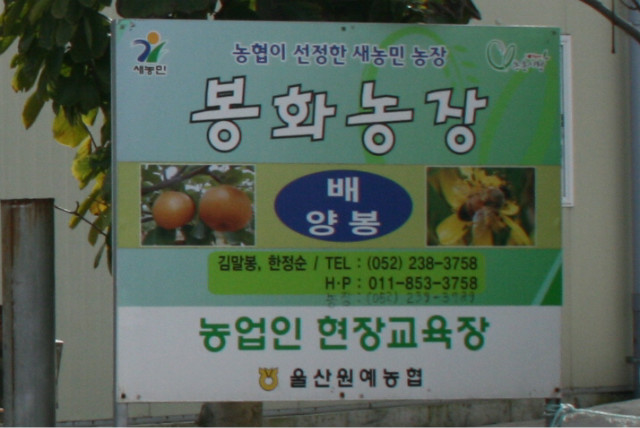 새농민
농협이 선정한 새농민 농장
봉화농장
배
양봉
김말봉, 한정순 / TEL : (052) 238-3758
H·P : 011-853-3758
농업인 현장교육장
울산원예농협